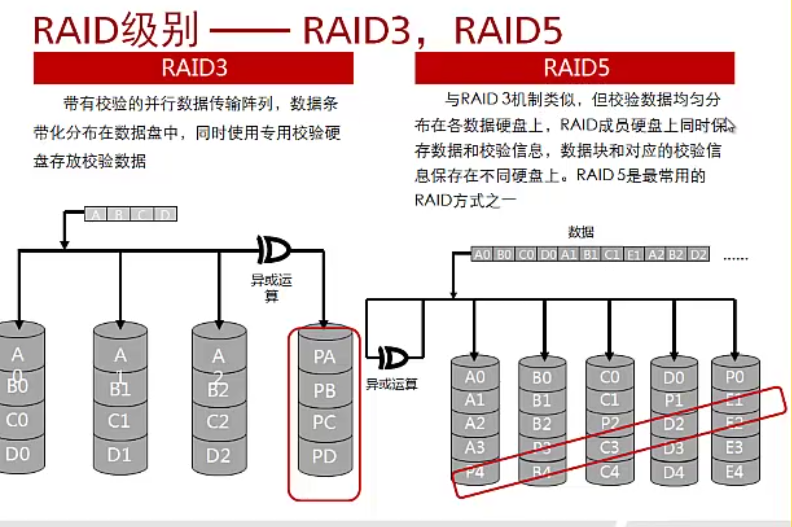 RAID级别 —— RAID3，RAID5
RAID3
带有校验的并行数据传输阵列，数据条
带化分布在数据盘中，同时使用专用校验硬
盘存放校验数据
A B C D
异或运
算
A
0
B0
C0
D0
A
1
B1
C1
D1
A
2
B2
C2
D2
PA
PB
PC
PD
RAID5
与RAID 3机制类似，但校验数据均匀分
布在各数据硬盘上，RAID成员硬盘上同时保
存数据和校验信息，数据块和对应的校验信
息保存在不同硬盘上。RAID 5是最常用的
RAID方式之一
数据
A0 B0 C0 D0 A1 B1 C1 E1 A2 B2 D2 ……
异或运算
A0
A1
A2
A3
P4
B0
B1
B2
P3
B4
C0
C1
P2
C3
C4
D0
P1
D2
D3
D4
P0
E1
E2
E3
E4